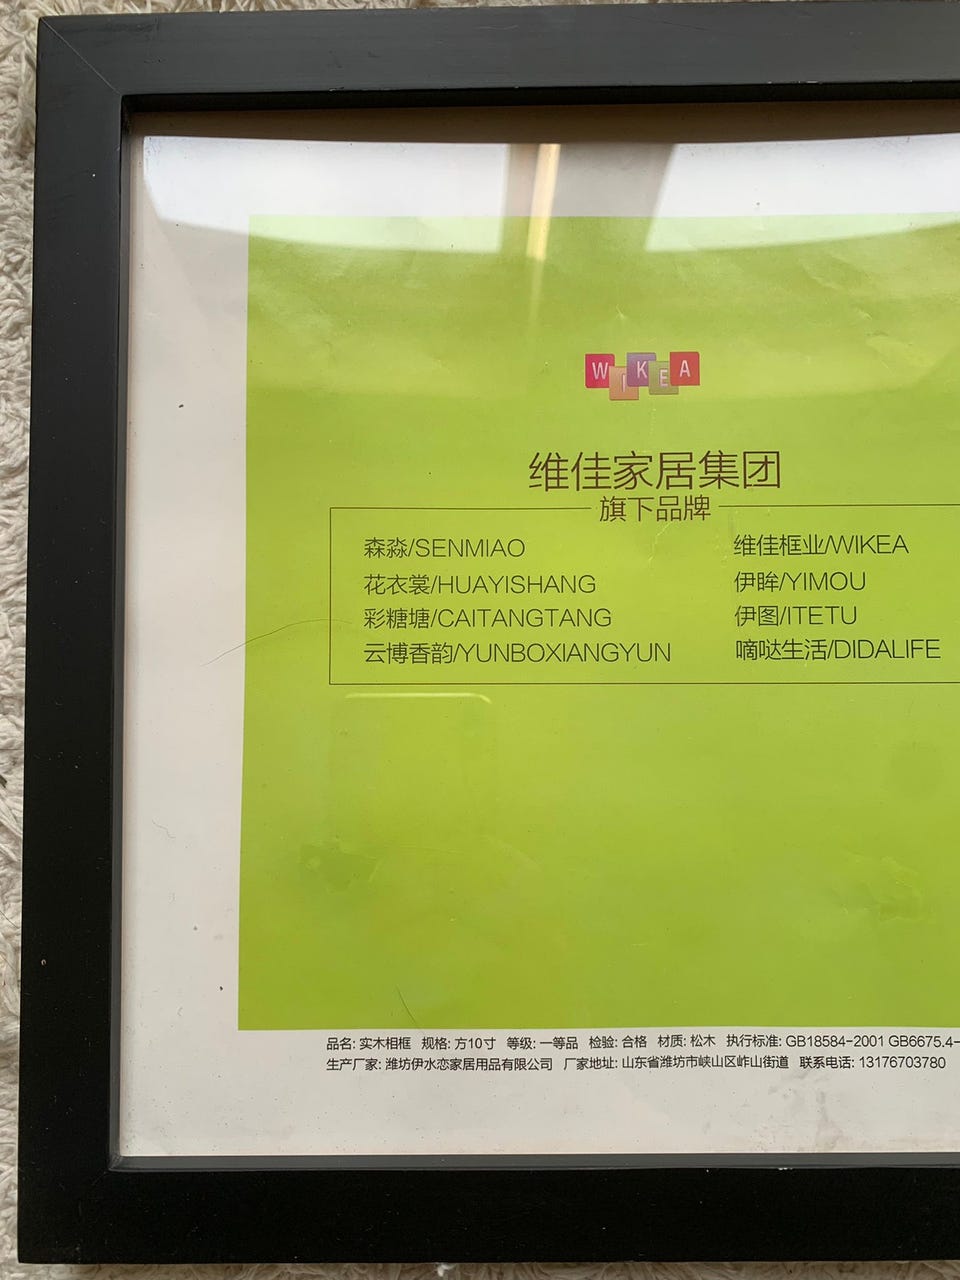 WIKEA
维佳家居集团
旗下品牌
森淼/SENMIAO 维佳框业/WIKEA
花衣裳/HUAYISHANG 伊眸/YIMOU
彩糖塘/CAITANGTANG 伊图/ITETU
云博香韵/YUNBOXIANGYUN 嘀哒生活/DIDALIFE
品名: 实木相框 规格: 方10寸 等级: 一等品 检验: 合格 材质: 松木 执行标准: GB18584-2001 GB6675.4-
生产厂家: 潍坊伊水恋家居用品有限公司 厂家地址: 山东省潍坊市峡山区岞山街道 联系电话: 13176703780